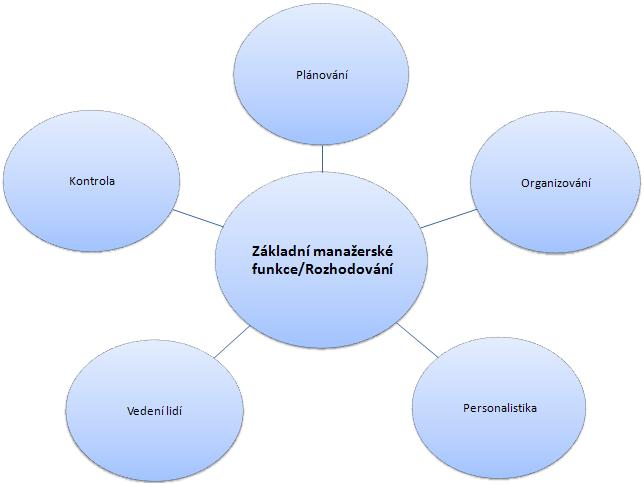 Plánování
Kontrola
Organizování
Základní manažerské
funkce/Rozhodování
Vedení lidí
Personalistika